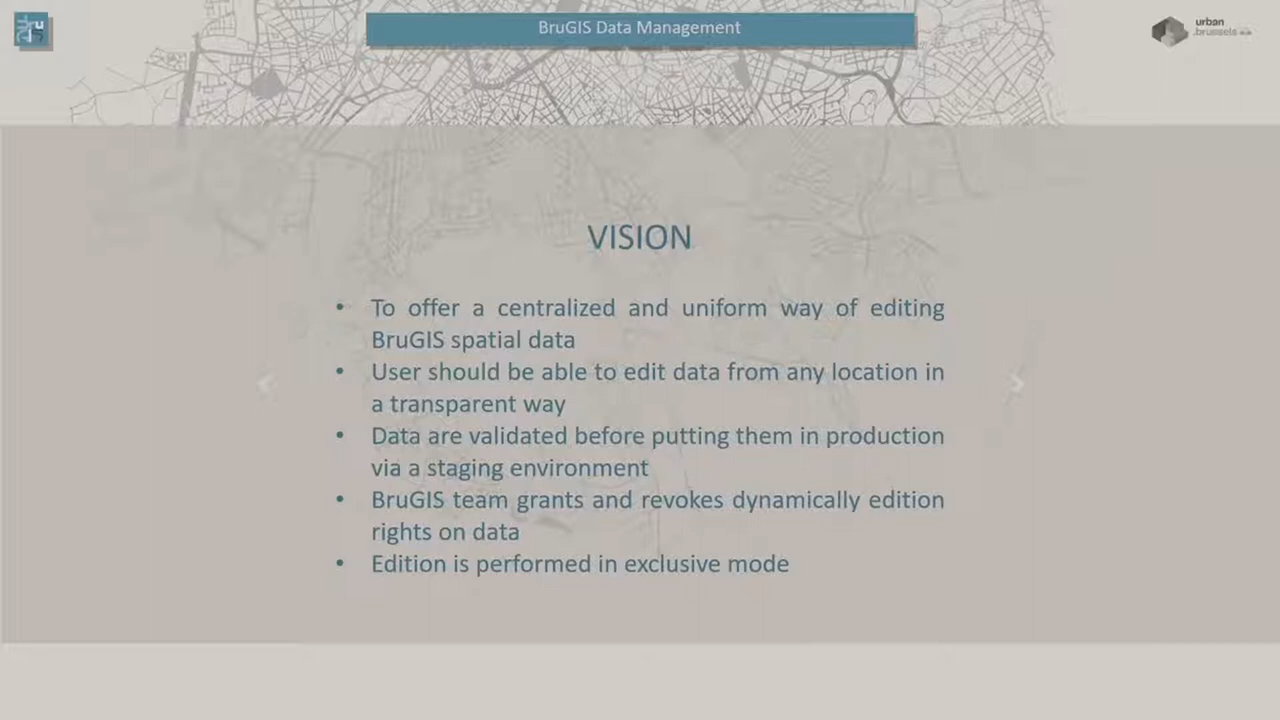 BruGIS Data Management
urban
.brussels
VISION
• To offer a centralized and uniform way of editing
BruGIS spatial data
• User should be able to edit data from any location in
a transparent way
• Data are validated before putting them in production
via a staging environment
• BruGIS team grants and revokes dynamically edition
rights on data
• Edition is performed in exclusive mode